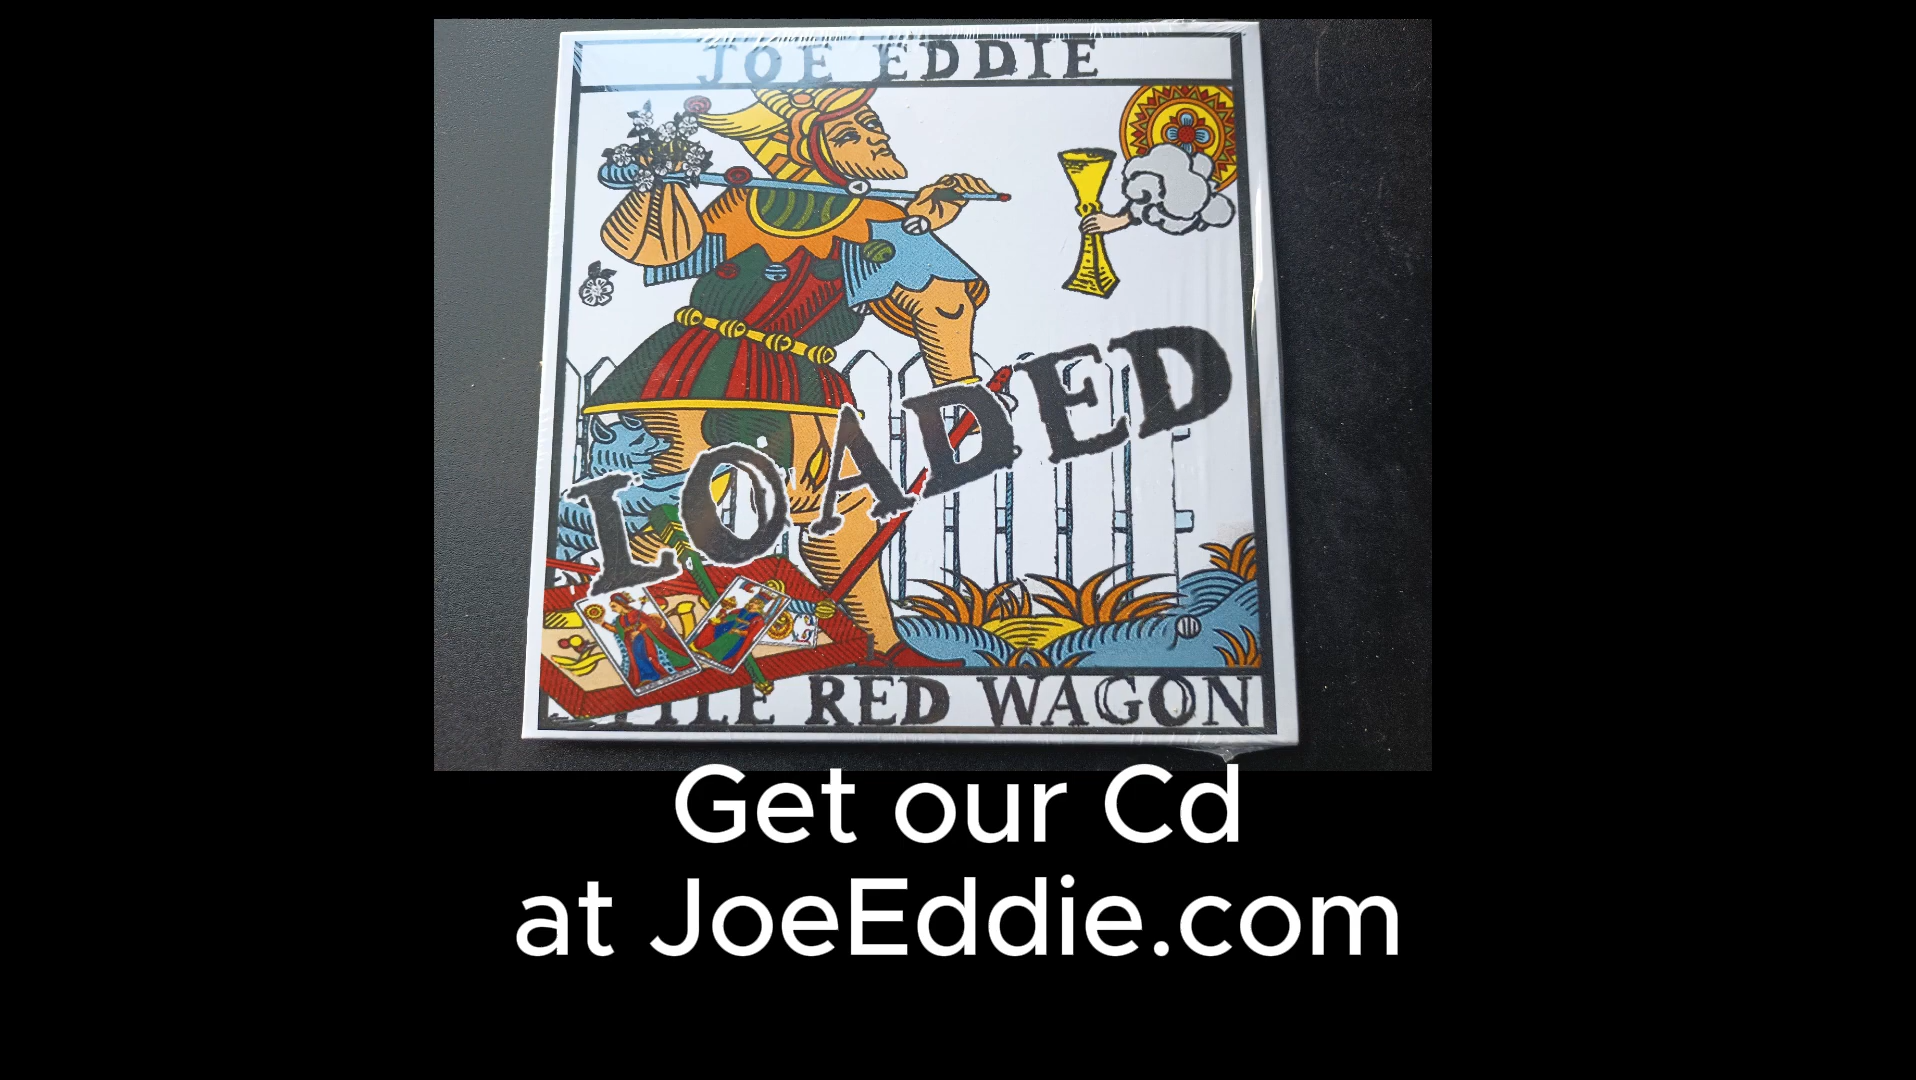 JOE EDDIE
LOADED
RED WAGON
Get our Cd
at JoeEddie.com